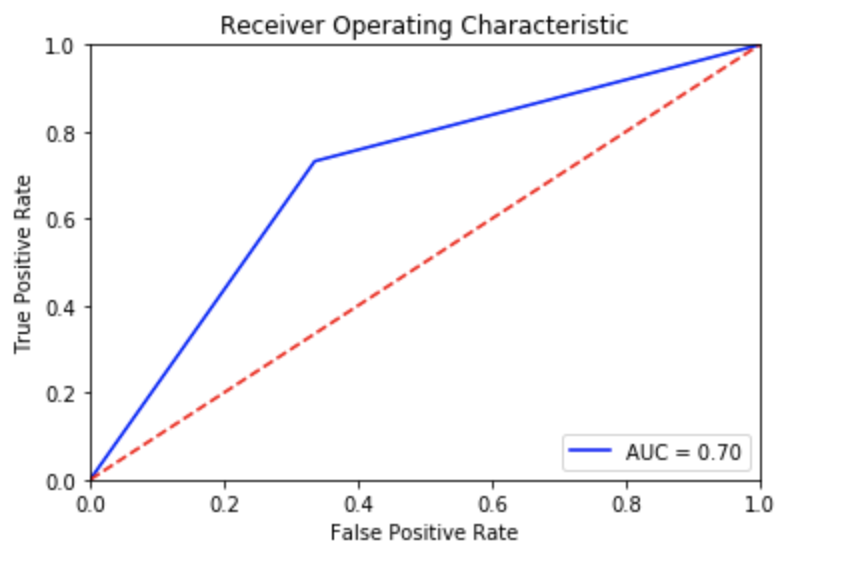 Receiver Operating Characteristic
1.0
0.8
0.6
0.4
0.2
0.0
True Positive Rate
AUC = 0.70
0.0 0.2 0.4 0.6 0.8 1.0
False Positive Rate